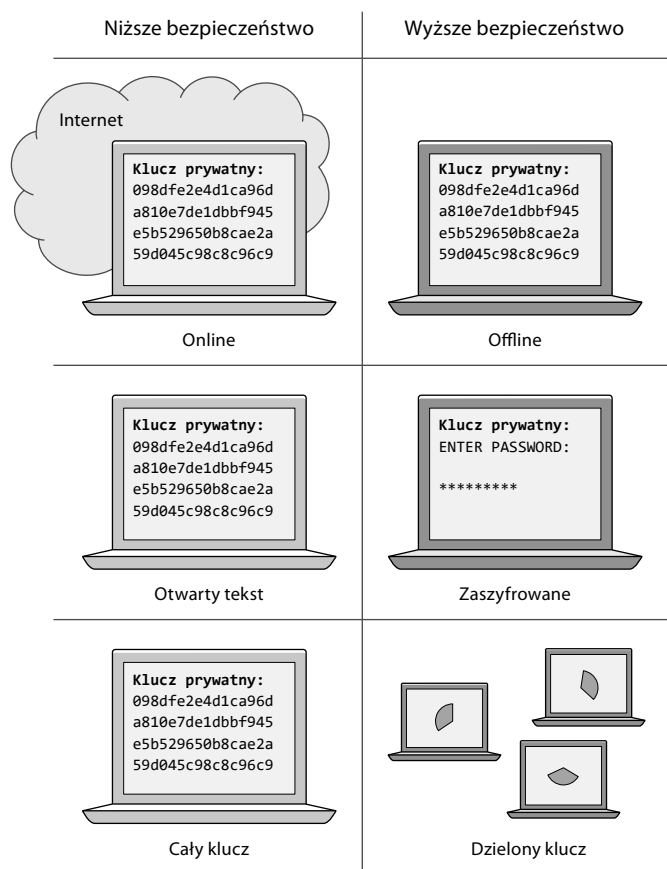 Niższe bezpieczeństwo
Wyższe bezpieczeństwo
Internet
Klucz prywatny:
098dfe2e4d1ca96d
a810e7de1dbbf945
e5b529650b8cae2a
59d045c98c8c96c9
Online
Klucz prywatny:
098dfe2e4d1ca96d
a810e7de1dbbf945
e5b529650b8cae2a
59d045c98c8c96c9
Offline
Klucz prywatny:
098dfe2e4d1ca96d
a810e7de1dbbf945
e5b529650b8cae2a
59d045c98c8c96c9
Otwarty tekst
Klucz prywatny:
ENTER PASSWORD:
*********
Zaszyfrowane
Klucz prywatny:
098dfe2e4d1ca96d
a810e7de1dbbf945
e5b529650b8cae2a
59d045c98c8c96c9
Cały klucz
Dzielony klucz